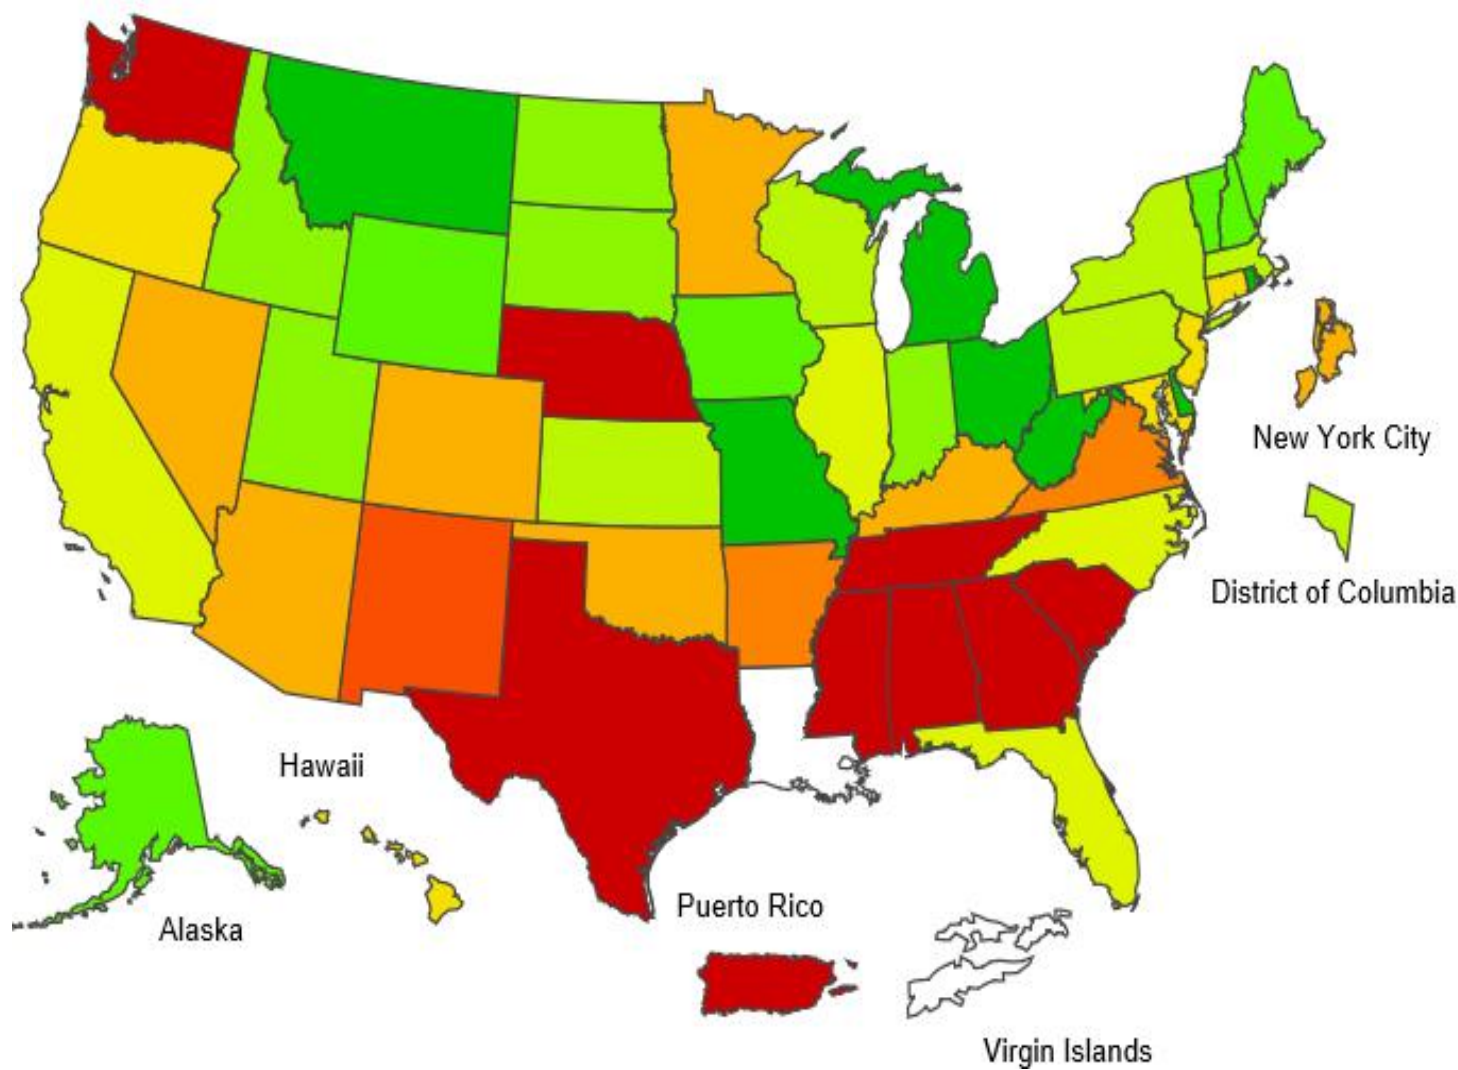 New York City
District of Columbia
Hawaii
Puerto Rico
Alaska
Virgin Islands